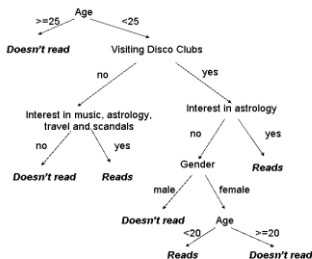 Age
>=25
<25
Doesn't read
Visiting Disco Clubs
no
yes
Interest in music, astrology,
travel and scandals
Interest in astrology
no
yes
no
yes
Doesn't read
Reads
Gender
Reads
male
female
Doesn't read
Age
<20
>=20
Reads
Doesn't read